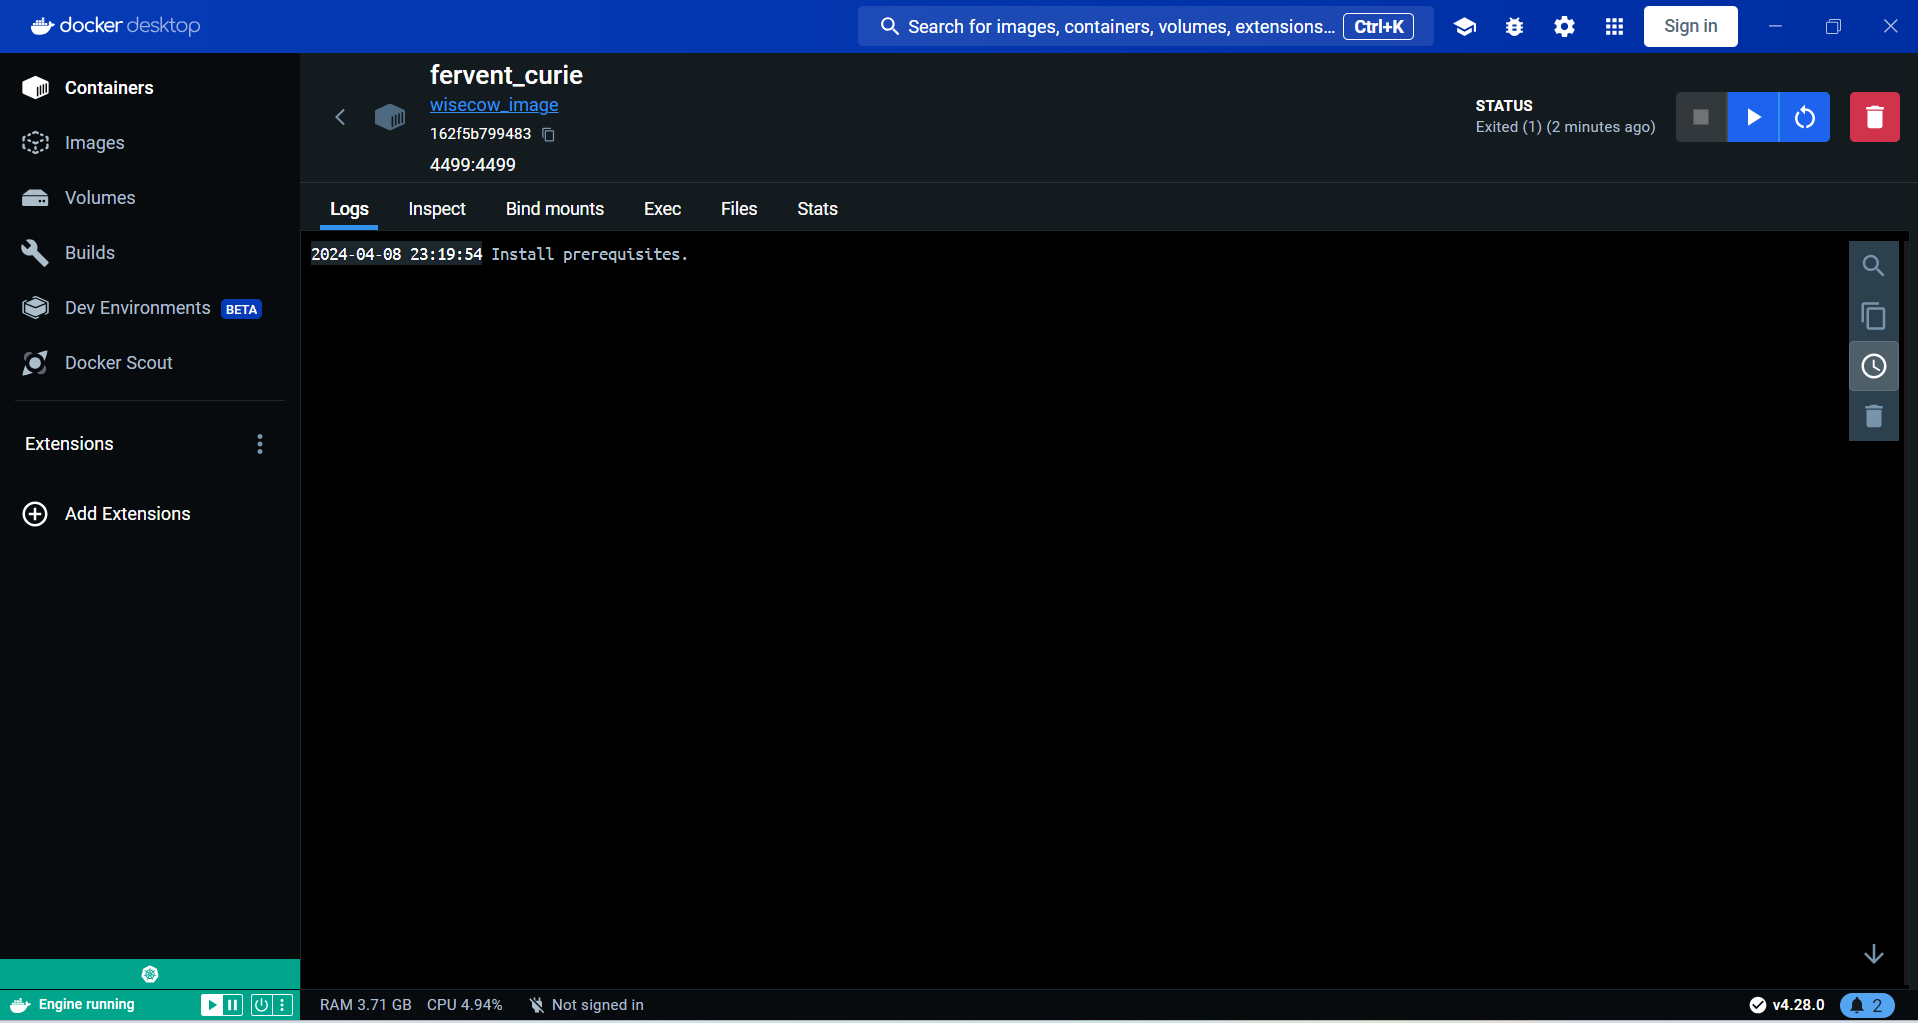 docker desktop
Search for images, containers, volumes, extensions... Ctrl+K
Sign in
Containers
Images
Volumes
Builds
Dev Environments BETA
Docker Scout
Extensions
Add Extensions
fervent_curie
wisecow_image
162f5b799483
4499:4499
STATUS
Exited (1) (2 minutes ago)
Logs Inspect Bind mounts Exec Files Stats
2024-04-08 23:19:54 Install prerequisites.
Engine running
RAM 3.71 GB CPU 4.94% Not signed in
v4.28.0 2